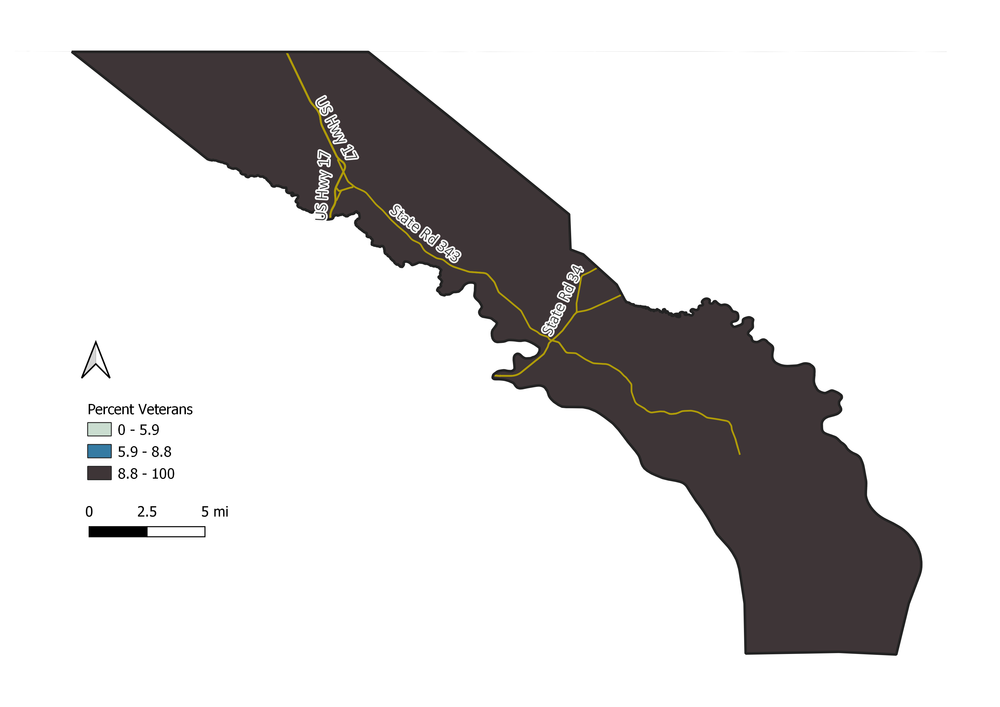 US Hwy 17
US Hwy 17
State Rd 343
State Rd 34
Percent Veterans
0 - 5.9
5.9 - 8.8
8.8 - 100
0 2.5 5 mi